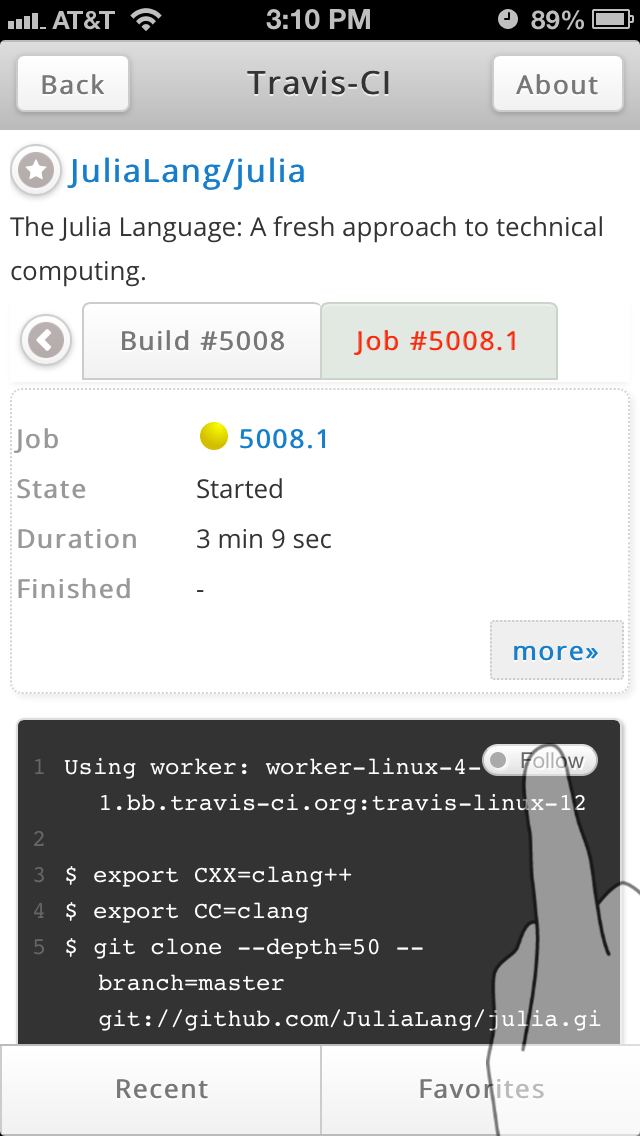 AT&T 3:10 PM 89%
Back Travis-CI About
JuliaLang/julia
The Julia Language: A fresh approach to technical
computing.
Build #5008 Job #5008.1
Job 5008.1
State Started
Duration 3 min 9 sec
Finished -
more»
1 Using worker: worker-linux-4- Follow
1.bb.travis-ci.org:travis-linux-12
2
3 $ export CXX=clang++
4 $ export CC=clang
5 $ git clone --depth=50 --
branch=master
git://github.com/JuliaLang/julia.gi
Recent Favorites